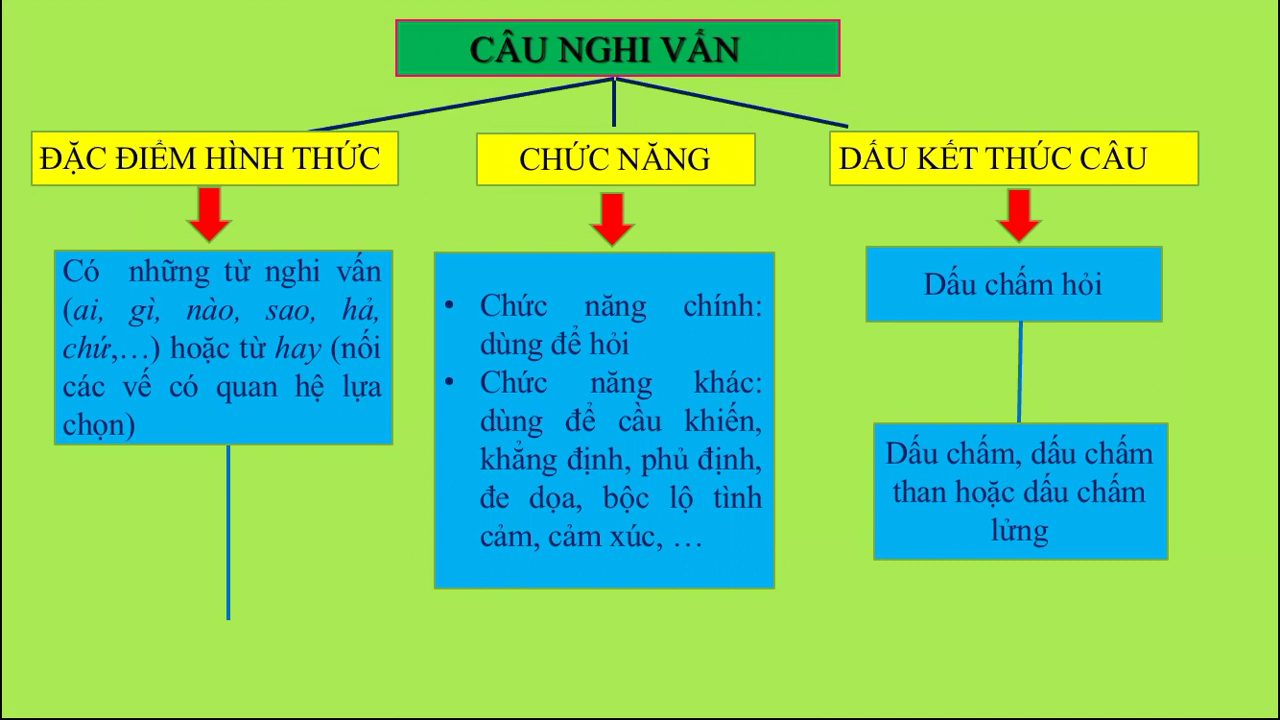 CÂU NGHI VẤN
ĐẶC ĐIỂM HÌNH THỨC
CHỨC NĂNG
DẤU KẾT THÚC CÂU
Có những từ nghi vấn
(ai, gì, nào, sao, hả,
chứ,…) hoặc từ hay (nối
các vế có quan hệ lựa
chọn)
• Chức năng chính:
dùng để hỏi
• Chức năng khác:
dùng để cầu khiến,
khẳng định, phủ định,
đe dọa, bộc lộ tình
cảm, cảm xúc, …
Dấu chấm hỏi
Dấu chấm, dấu chấm
than hoặc dấu chấm
lửng